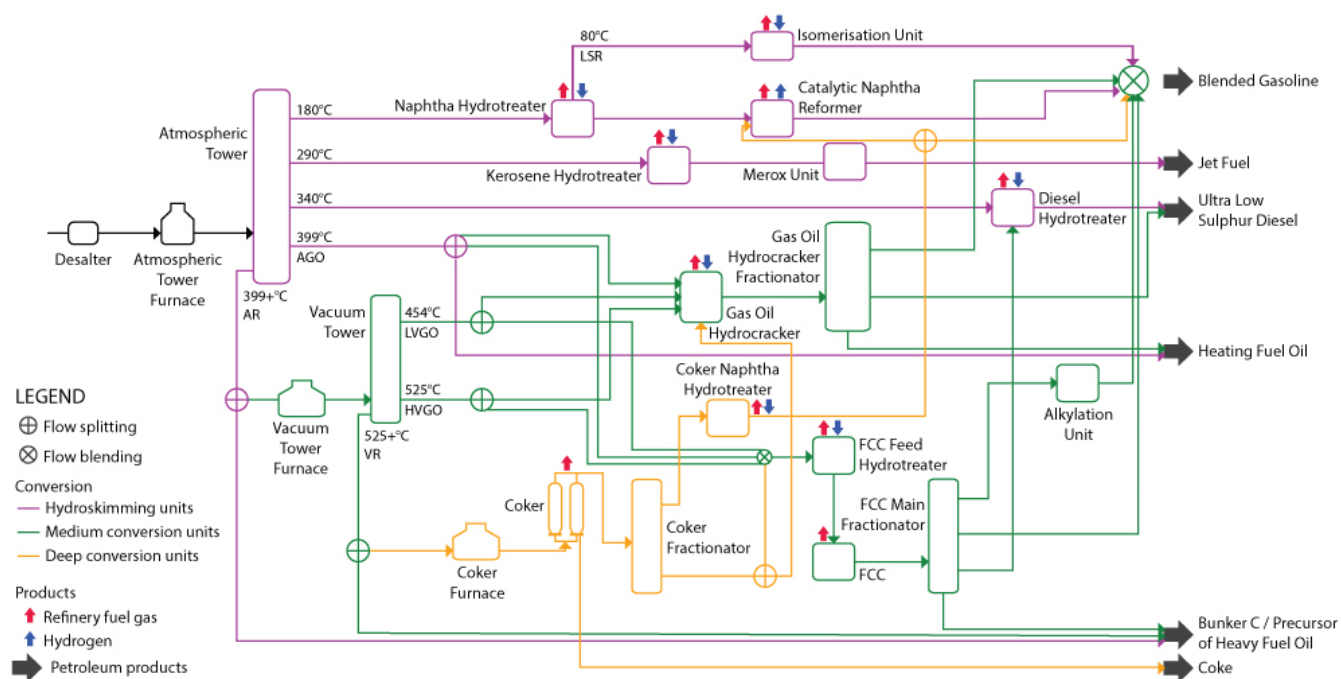 80°C
LSR
Isomerisation Unit
Blended Gasoline
Naphtha Hydrotreater
Catalytic Naphtha
Reformer
180°C
Atmospheric
Tower
290°C
Kerosene Hydrotreater
Merox Unit
Jet Fuel
340°C
Diesel
Hydrotreater
Ultra Low
Sulphur Diesel
Desalter
Atmospheric
Tower
Furnace
399°C
AGO
399+°C
AR
Gas Oil
Hydrocracker
Fractionator
Gas Oil
Hydrocracker
Vacuum
Tower
454°C
LVGO
Heating Fuel Oil
Coker Naphtha
Hydrotreater
525°C
HVGO
Alkylation
Unit
Vacuum
Tower
Furnace
525+°C
VR
FCC Feed
Hydrotreater
Coker
Coker
Fractionator
FCC Main
Fractionator
Coker
Furnace
FCC
Bunker C / Precursor
of Heavy Fuel Oil
Coke
LEGEND
Flow splitting
Flow blending
Conversion
Hydroskimming units
Medium conversion units
Deep conversion units
Products
Refinery fuel gas
Hydrogen
Petroleum products